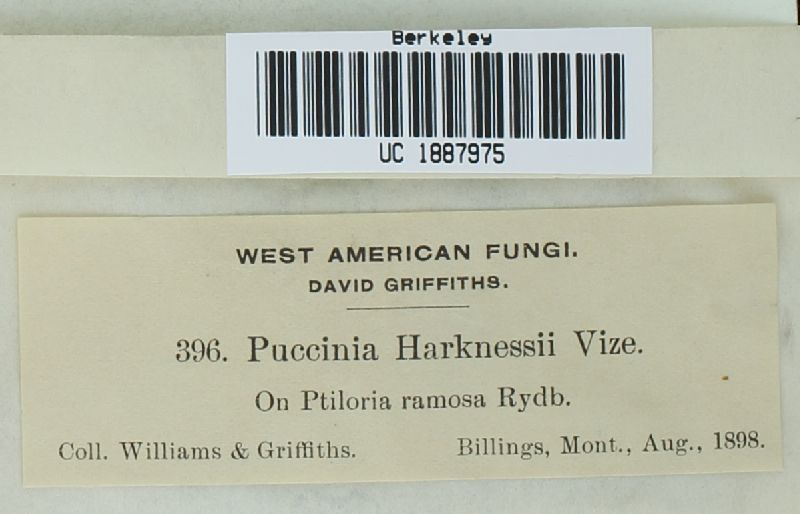 Berkeley
UC 1887975
WEST AMERICAN FUNGI.
DAVID GRIFFITHS.
396. Puccinia Harknessii Vize.
On Ptiloria ramosa Rydb.
Coll. Williams & Griffiths. Billings, Mont., Aug., 1898.